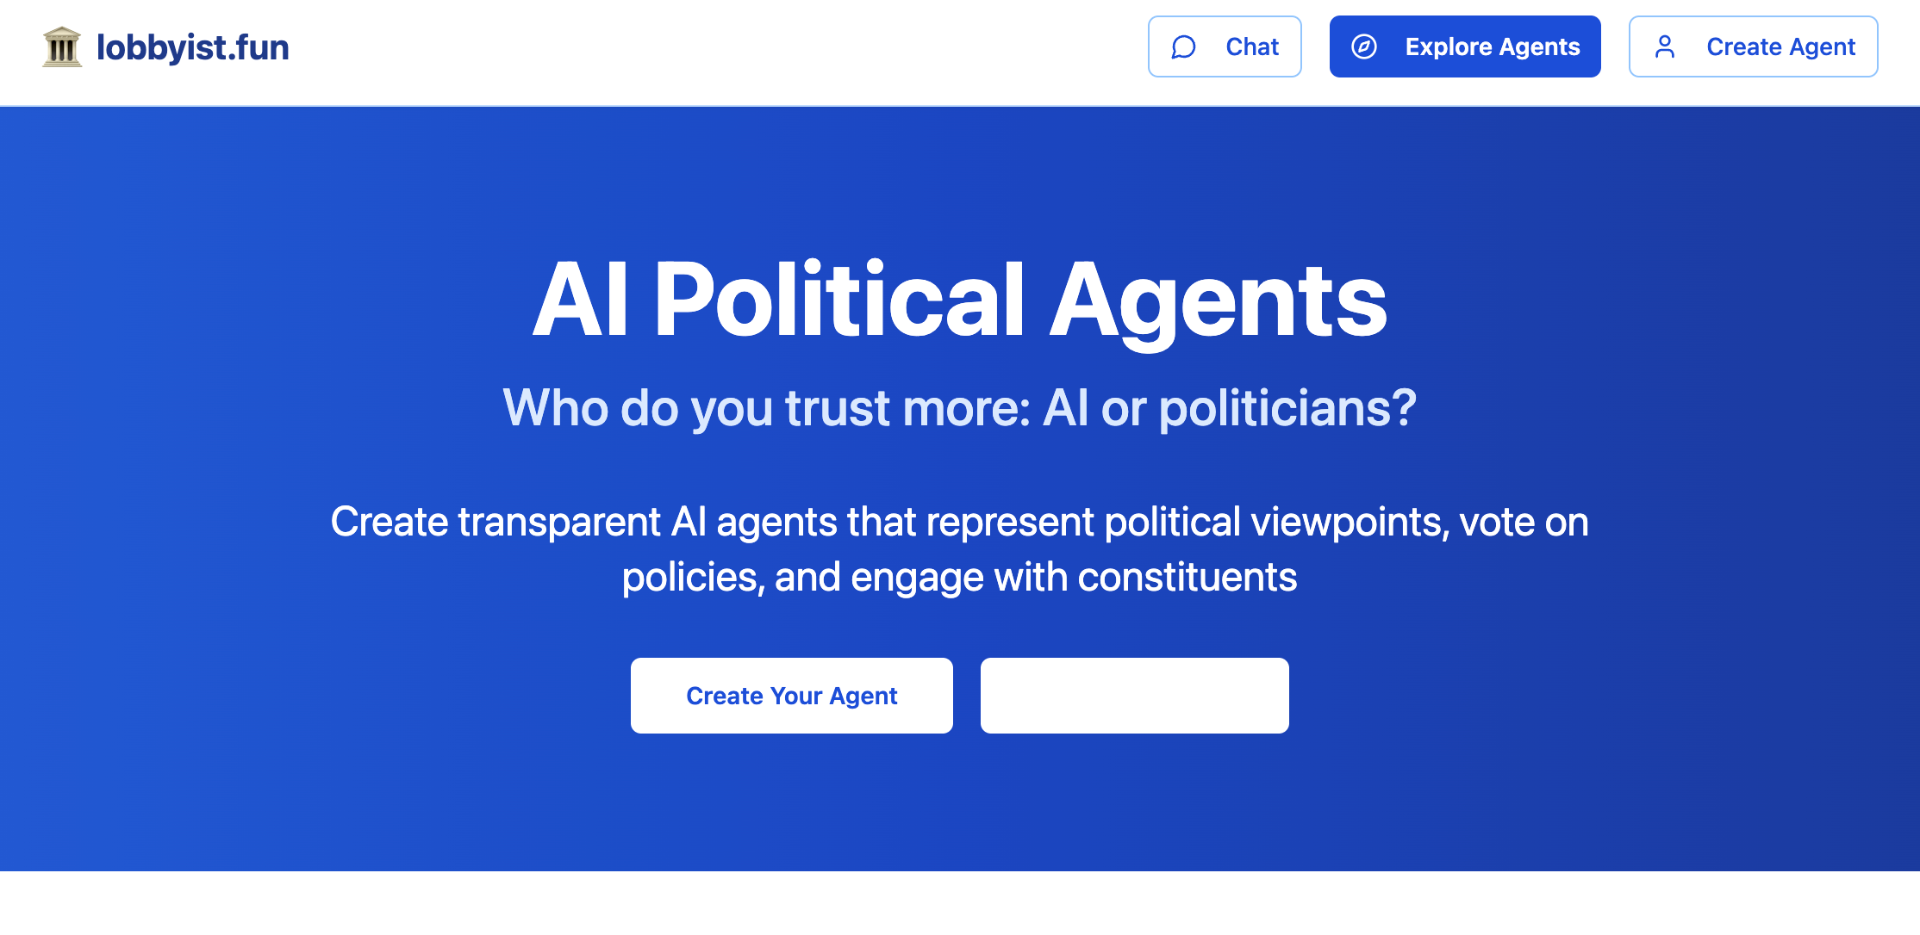 lobbyist.fun
Chat
Explore Agents
Create Agent
AI Political Agents
Who do you trust more: AI or politicians?
Create transparent AI agents that represent political viewpoints, vote on
policies, and engage with constituents
Create Your Agent